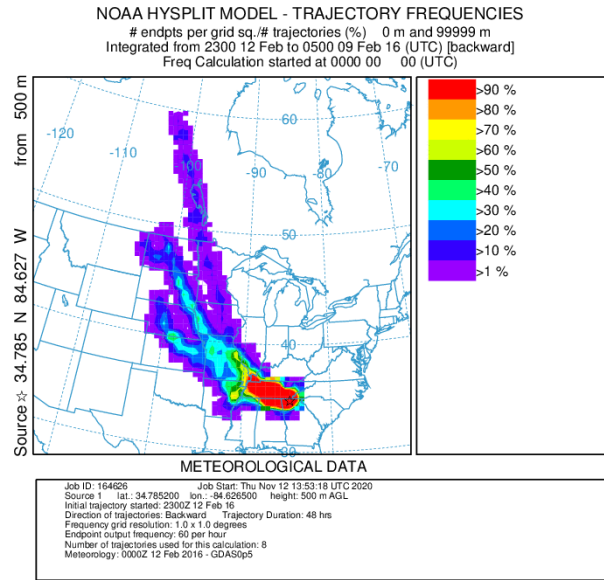 NOAA HYSPLIT MODEL - TRAJECTORY FREQUENCIES
# endpts per grid sq./# trajectories (%) 0 m and 99999 m
Integrated from 2300 12 Feb to 0500 09 Feb 16 (UTC) [backward]
Freq Calculation started at 0000 00 00 (UTC)
Source ☆ 34.785 N 84.627 W from 500 m
-120
-110
-100
-90
-80
-70
60
50
40
30
>90 %
>80 %
>70 %
>60 %
>50 %
>40 %
>30 %
>20 %
>10 %
>1 %
METEOROLOGICAL DATA
Job ID: 164626 Job Start: Thu Nov 12 13:53:18 UTC 2020
Source 1 lat.: 34.785200 lon.: -84.626500 height: 500 m AGL
Initial trajectory started: 2300Z 12 Feb 16
Direction of trajectories: Backward Trajectory Duration: 48 hrs
Frequency grid resolution: 1.0 x 1.0 degrees
Endpoint output frequency: 60 per hour
Number of trajectories used for this calculation: 8
Meteorology: 0000Z 12 Feb 2016 - GDAS0p5